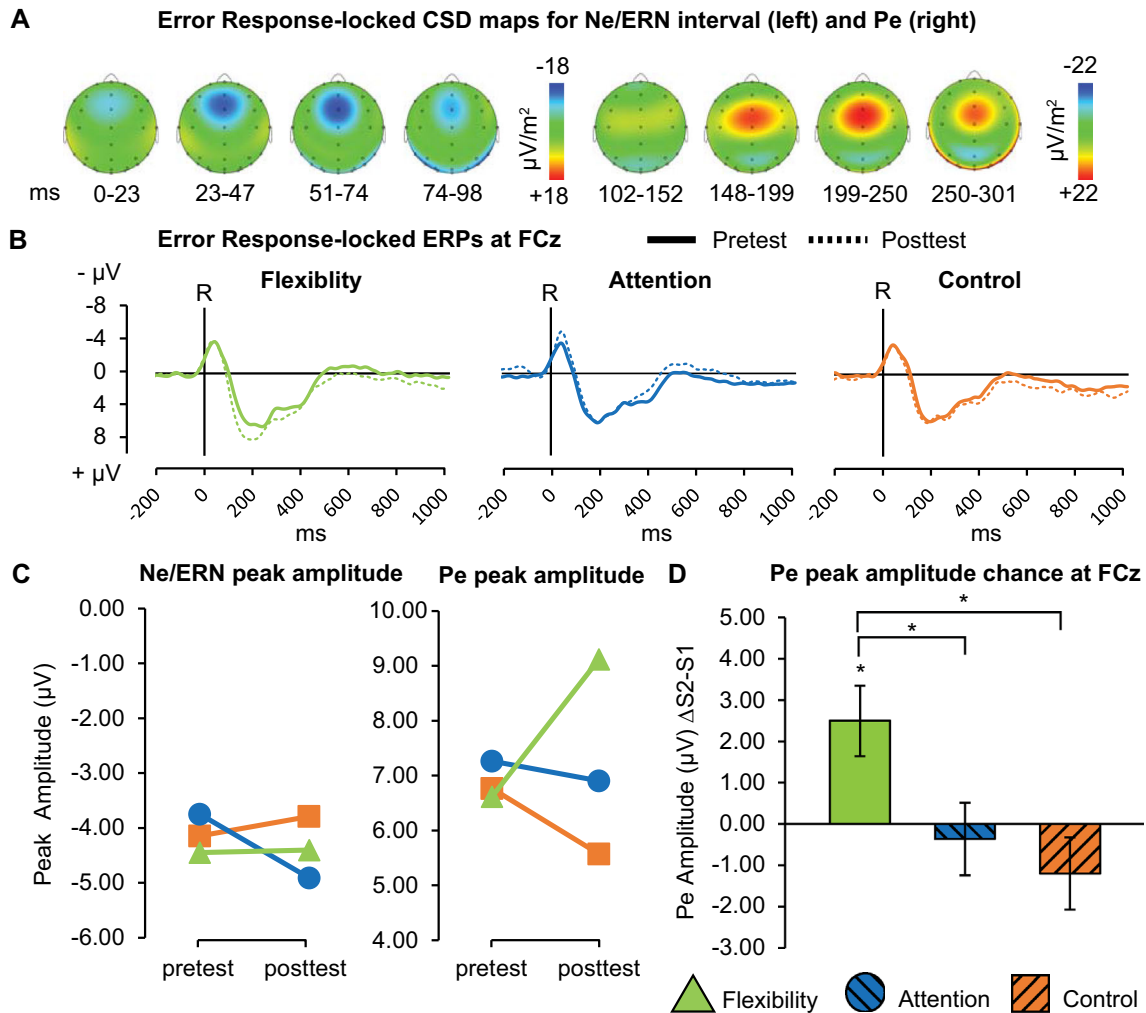 A Error Response-locked CSD maps for Ne/ERN interval (left) and Pe (right)
-18
µV/m²
+18
-22
µV/m²
+22
ms 0-23 23-47 51-74 74-98 102-152 148-199 199-250 250-301
B Error Response-locked ERPs at FCz Pretest Posttest
- µV
Flexiblity Attention Control
R R R
-8
-4
0
4
8
+ µV
-200 0 200 400 600 800 1000
-200 0 200 400 600 800 1000
-200 0 200 400 600 800 1000
ms ms ms
C Ne/ERN peak amplitude
Peak Amplitude (µV)
0.00
-1.00
-2.00
-3.00
-4.00
-5.00
-6.00
pretest posttest
Pe peak amplitude
10.00
9.00
8.00
7.00
6.00
5.00
4.00
pretest posttest
D Pe peak amplitude chance at FCz
Pe Amplitude (µV) ΔS2-S1
5.00
4.00
3.00
2.00
1.00
0.00
-1.00
-2.00
-3.00
*
*
*
Flexibility Attention Control